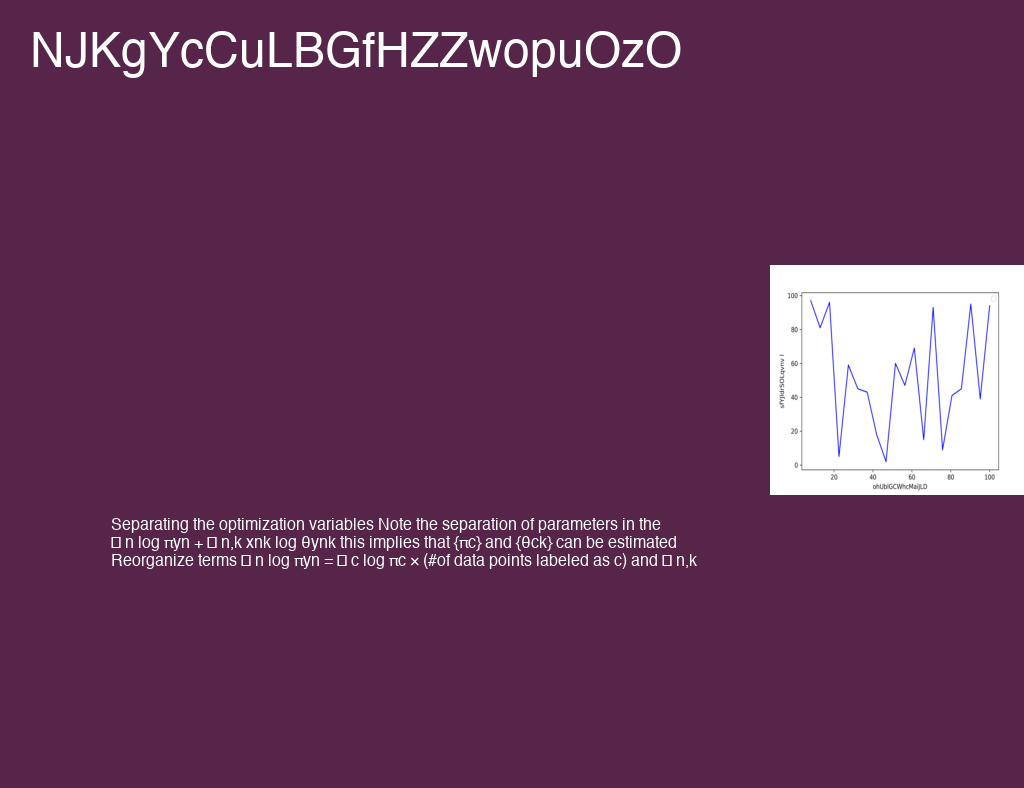 NJKgYcCuLBGfHZZwopuOzO
100
80
60
40
20
0
20 40 60 80 100
ohUblGCWhcMaijLD
Separating the optimization variables Note the separation of parameters in the
□ n log πyn + □ n,k xnk log θynk this implies that {πc} and {θck} can be estimated
Reorganize terms □ n log πyn = □ c log πc × (#of data points labeled as c) and □ n,k